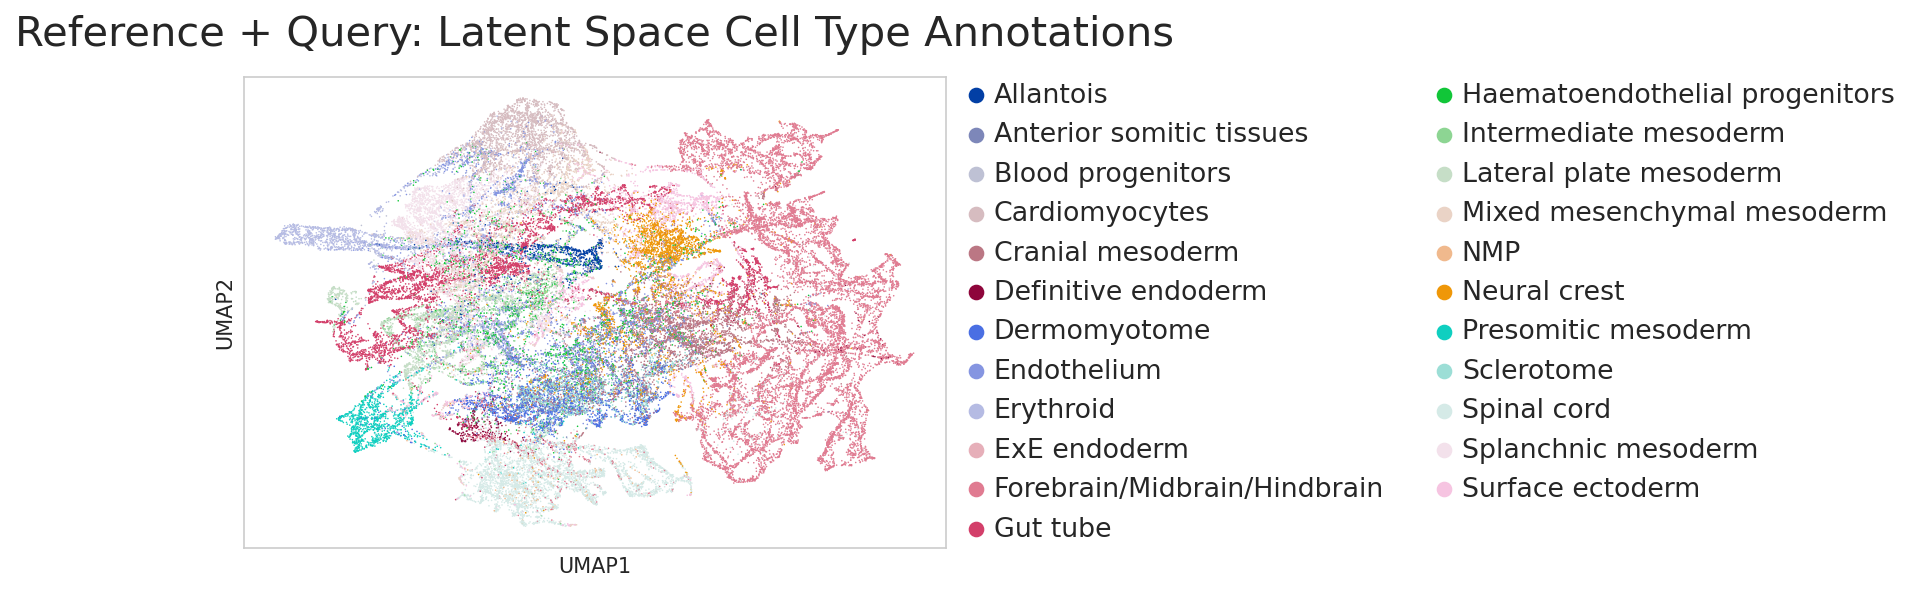 Reference + Query: Latent Space Cell Type Annotations
UMAP2
UMAP1
Allantois
Anterior somitic tissues
Blood progenitors
Cardiomyocytes
Cranial mesoderm
Definitive endoderm
Dermomyotome
Endothelium
Erythroid
ExE endoderm
Forebrain/Midbrain/Hindbrain
Gut tube
Haematoendothelial progenitors
Intermediate mesoderm
Lateral plate mesoderm
Mixed mesenchymal mesoderm
NMP
Neural crest
Presomitic mesoderm
Sclerotome
Spinal cord
Splanchnic mesoderm
Surface ectoderm